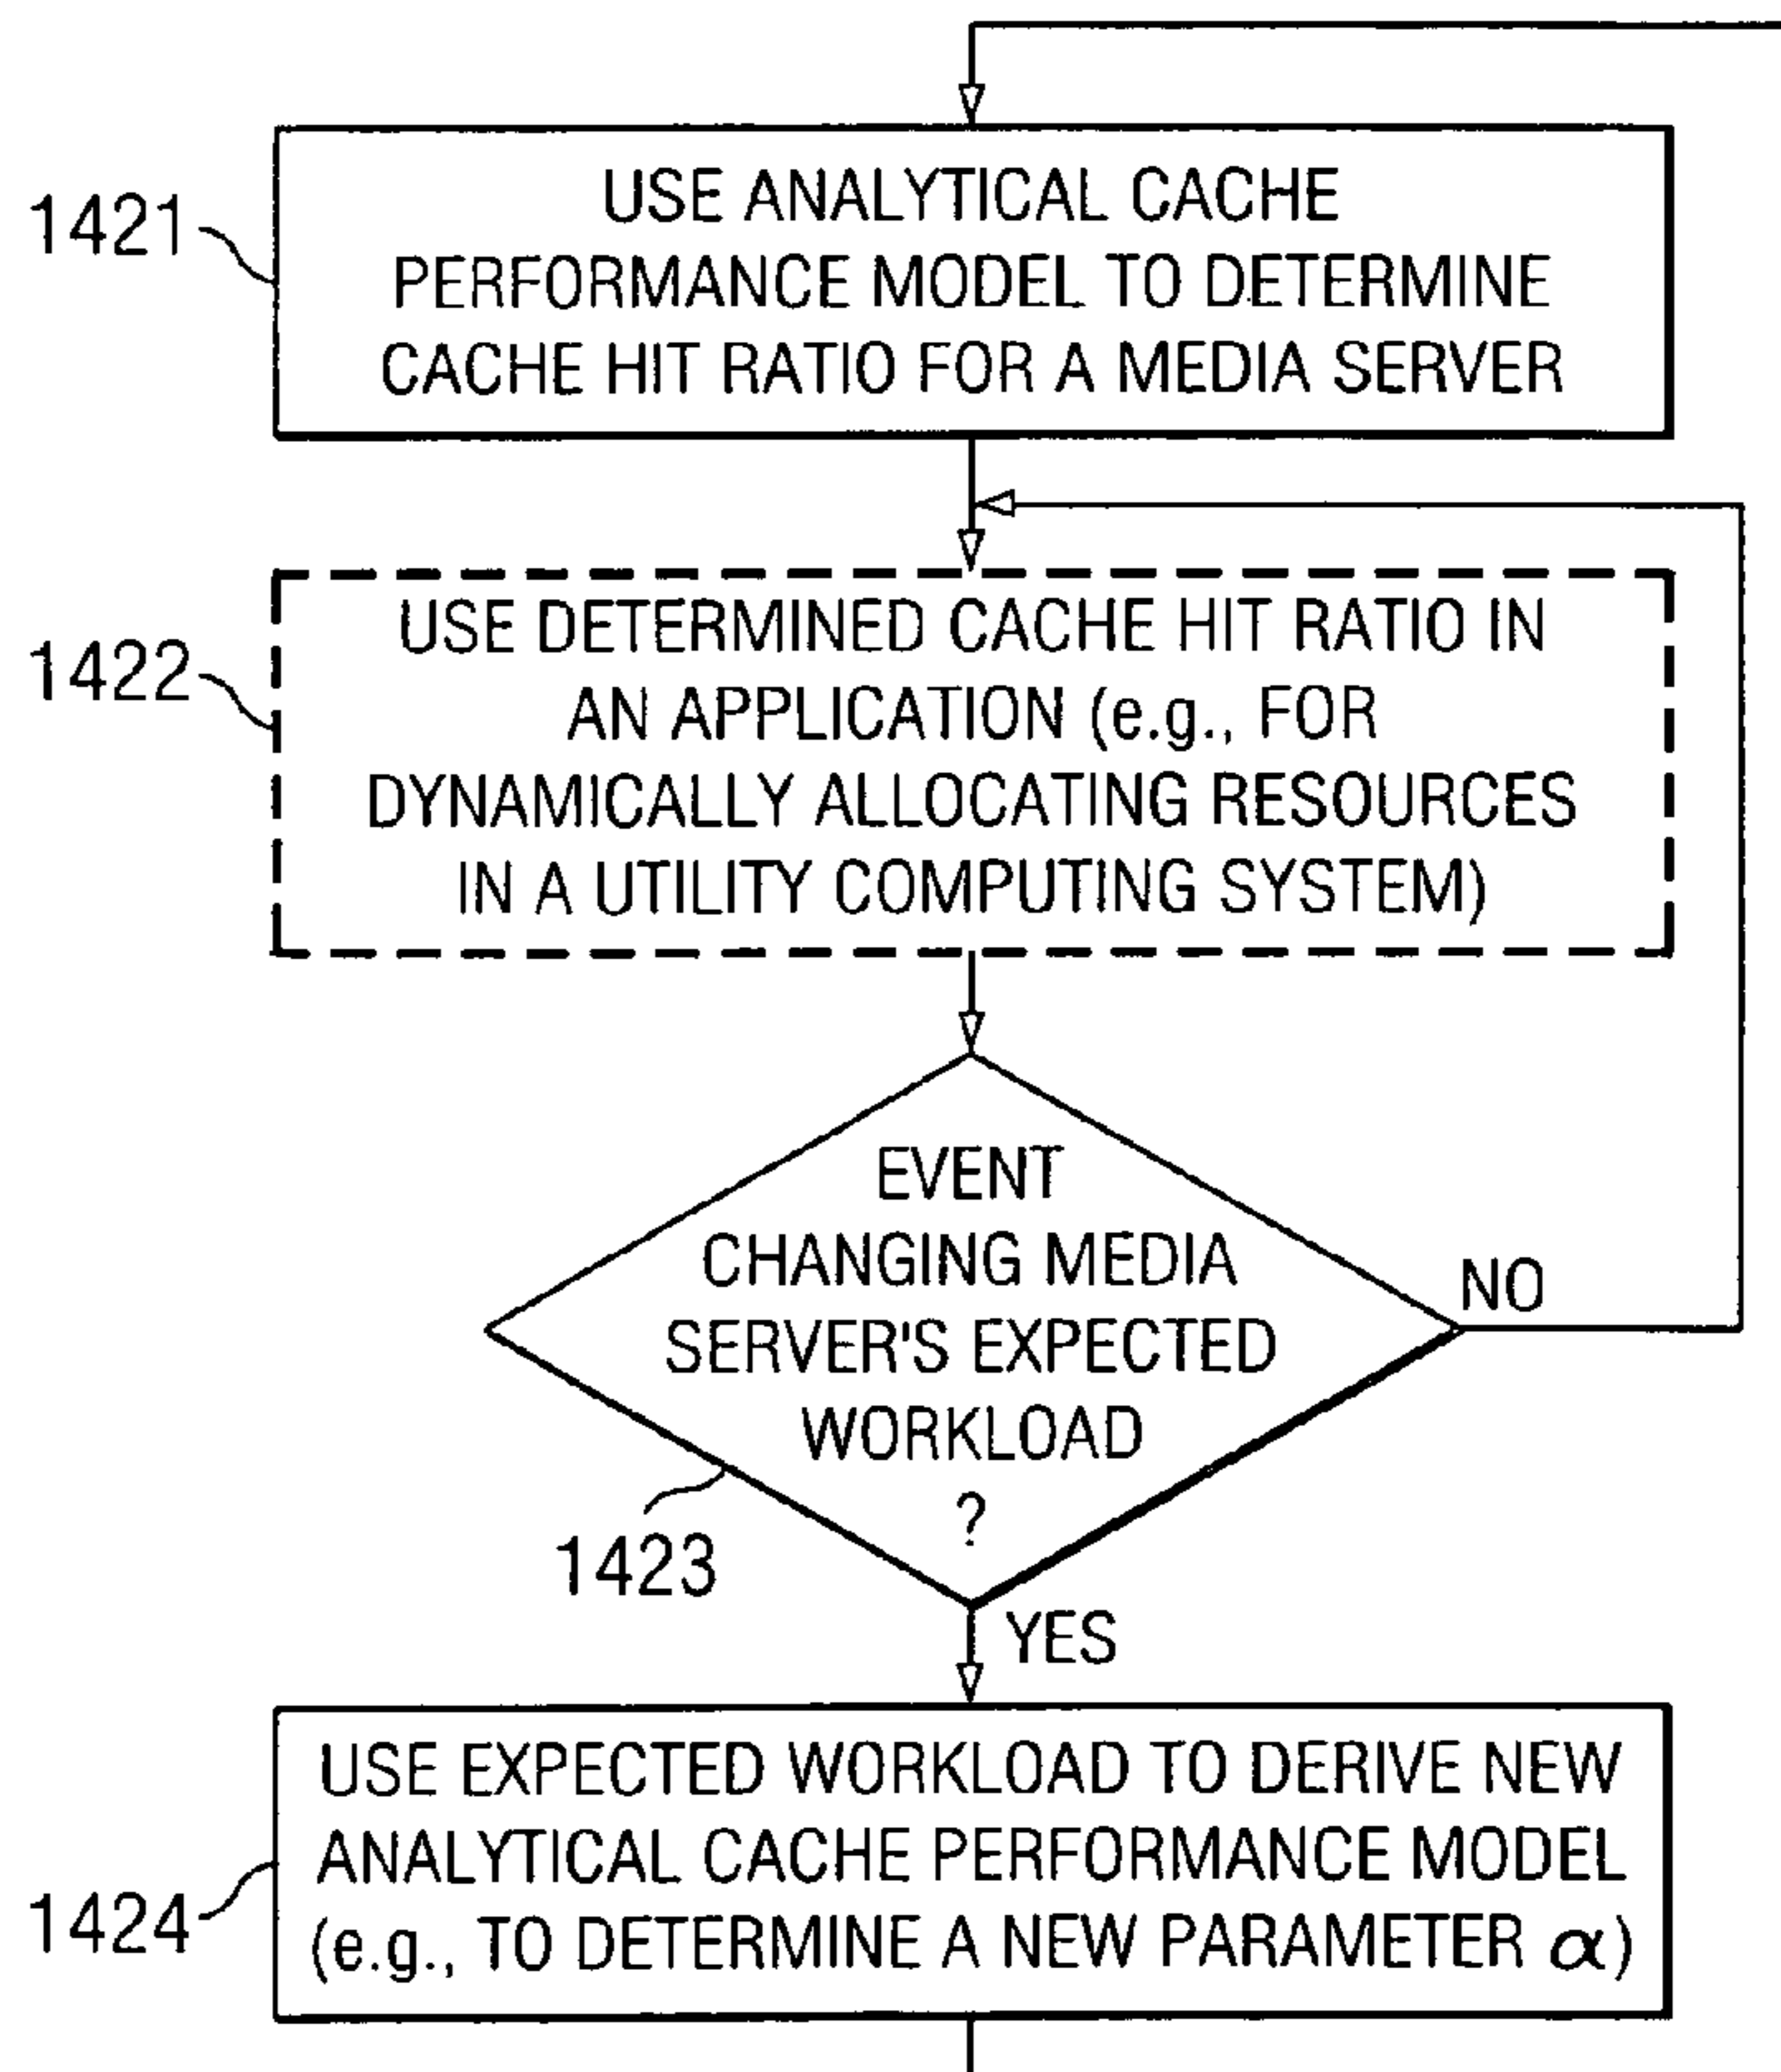 1421
USE ANALYTICAL CACHE
PERFORMANCE MODEL TO DETERMINE
CACHE HIT RATIO FOR A MEDIA SERVER
1422
USE DETERMINED CACHE HIT RATIO IN
AN APPLICATION (e.g., FOR
DYNAMICALLY ALLOCATING RESOURCES
IN A UTILITY COMPUTING SYSTEM)
EVENT
CHANGING MEDIA
SERVER'S EXPECTED
WORKLOAD
?
NO
1423
YES
1424
USE EXPECTED WORKLOAD TO DERIVE NEW
ANALYTICAL CACHE PERFORMANCE MODEL
(e.g., TO DETERMINE A NEW PARAMETER α)